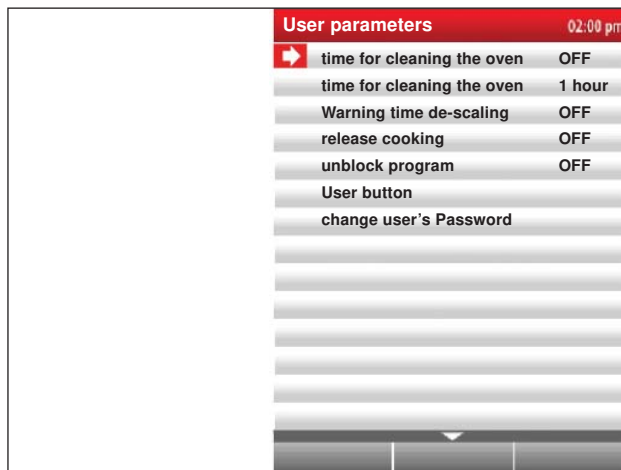 User parameters 02:00 pm
time for cleaning the oven OFF
time for cleaning the oven 1 hour
Warning time de-scaling OFF
release cooking OFF
unblock program OFF
User button
change user's Password